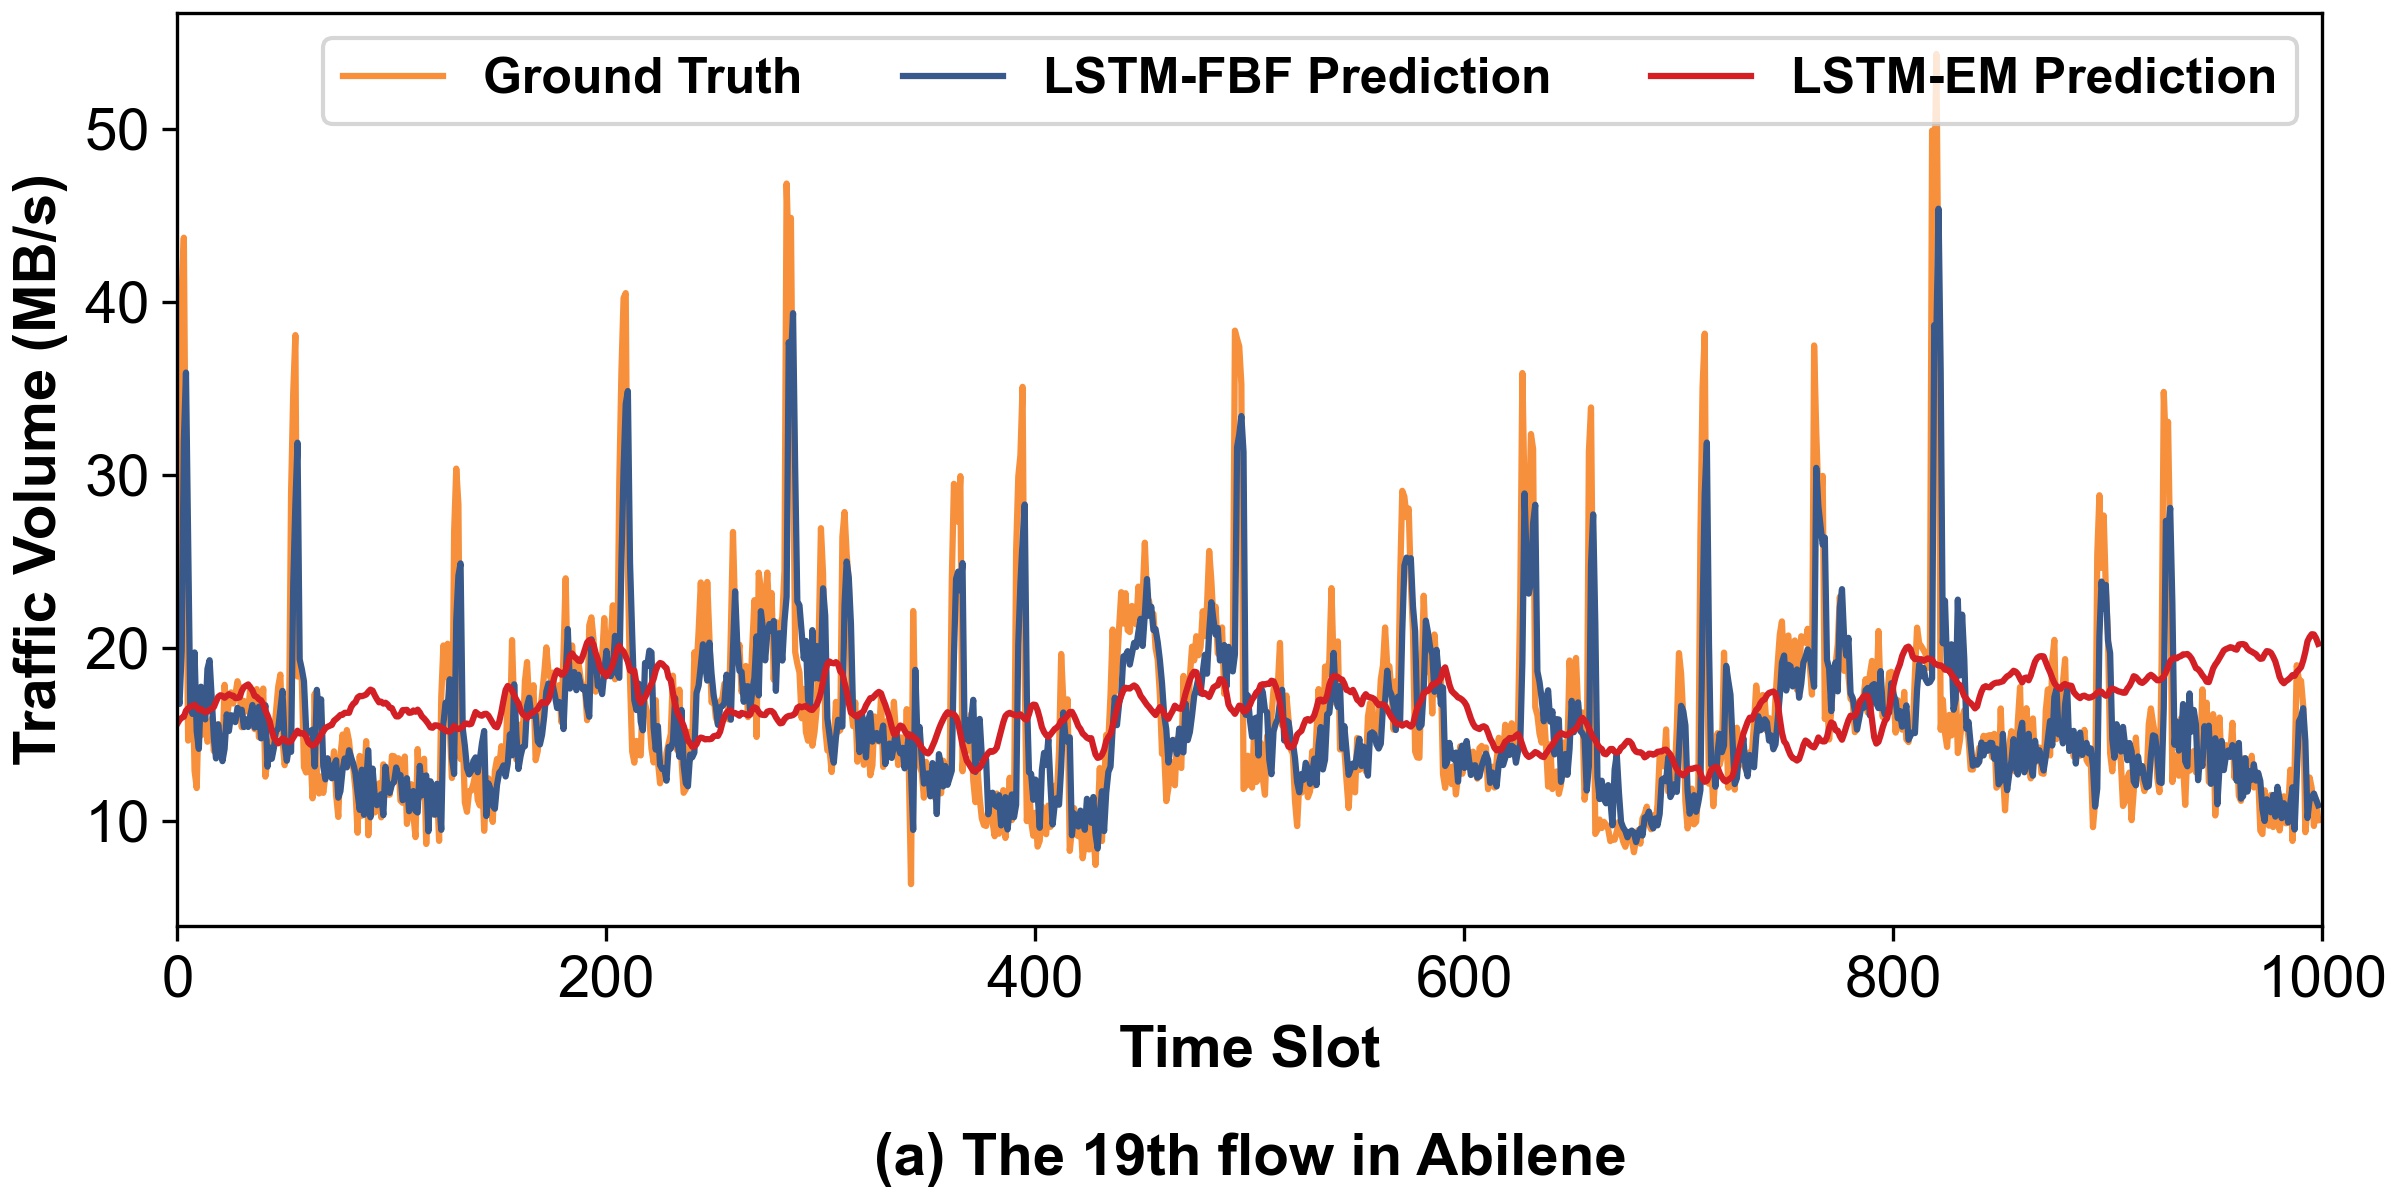 Ground Truth
LSTM-FBF Prediction
LSTM-EM Prediction
Traffic Volume (MB/s)
50
40
30
20
10
0
200
400
600
800
1000
Time Slot
(a) The 19th flow in Abilene